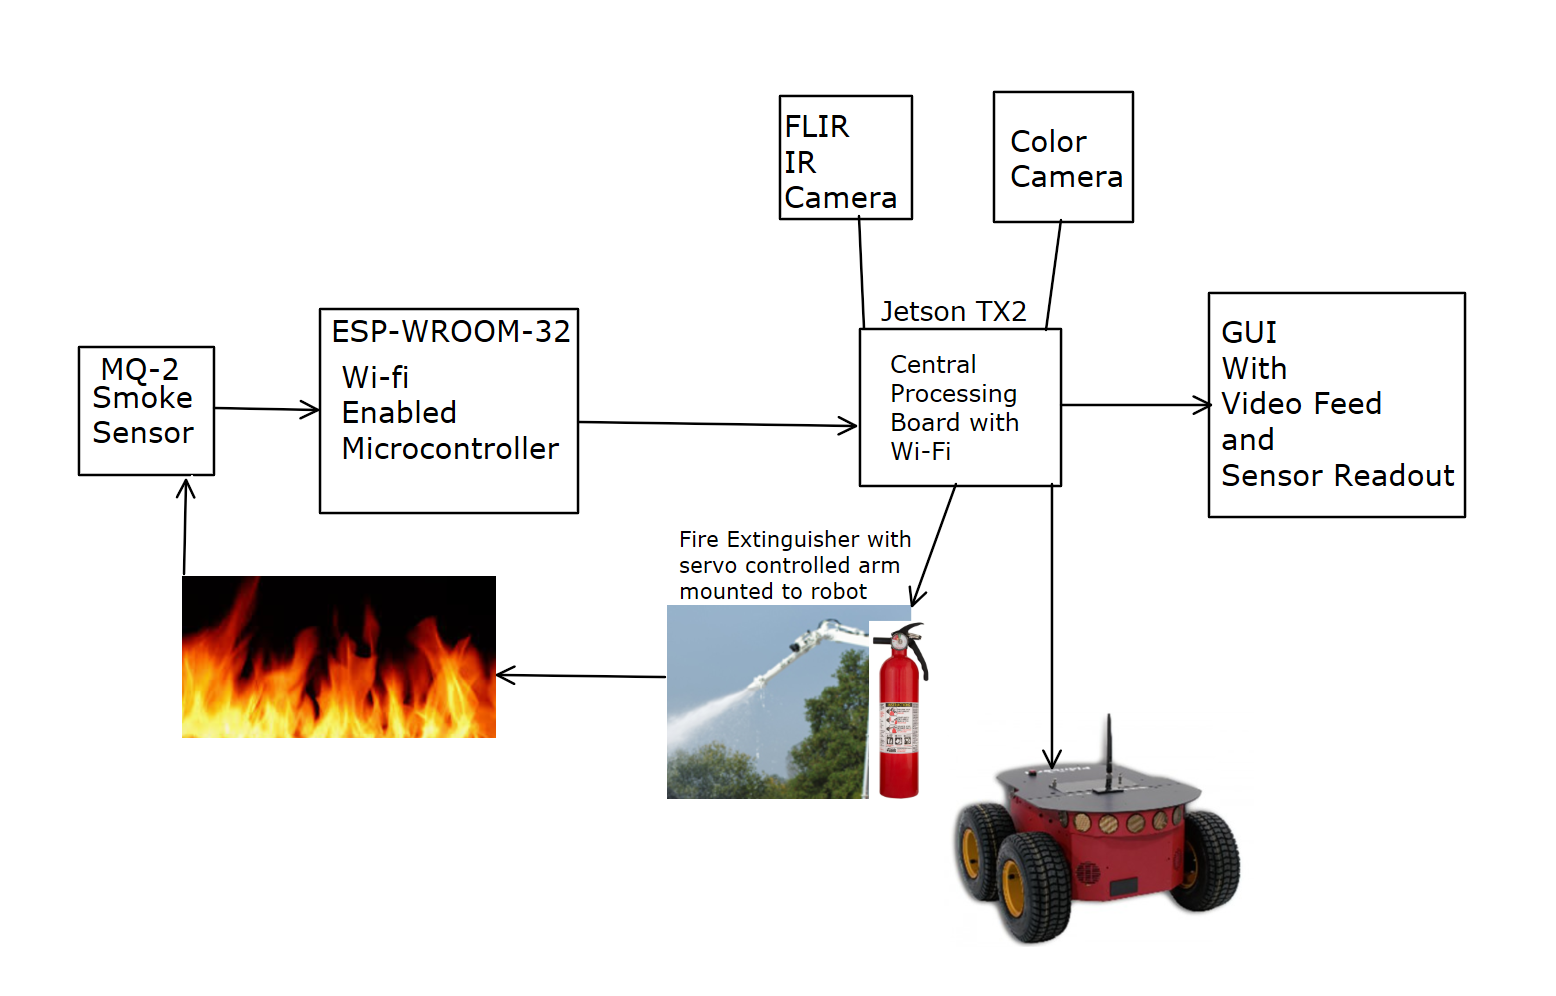 FLIR
IR
Camera
Color
Camera
Jetson TX2
ESP-WROOM-32
Wi-fi
Enabled
Microcontroller
MQ-2
Smoke
Sensor
Central
Processing
Board with
Wi-Fi
GUI
With
Video Feed
and
Sensor Readout
Fire Extinguisher with
servo controlled arm
mounted to robot